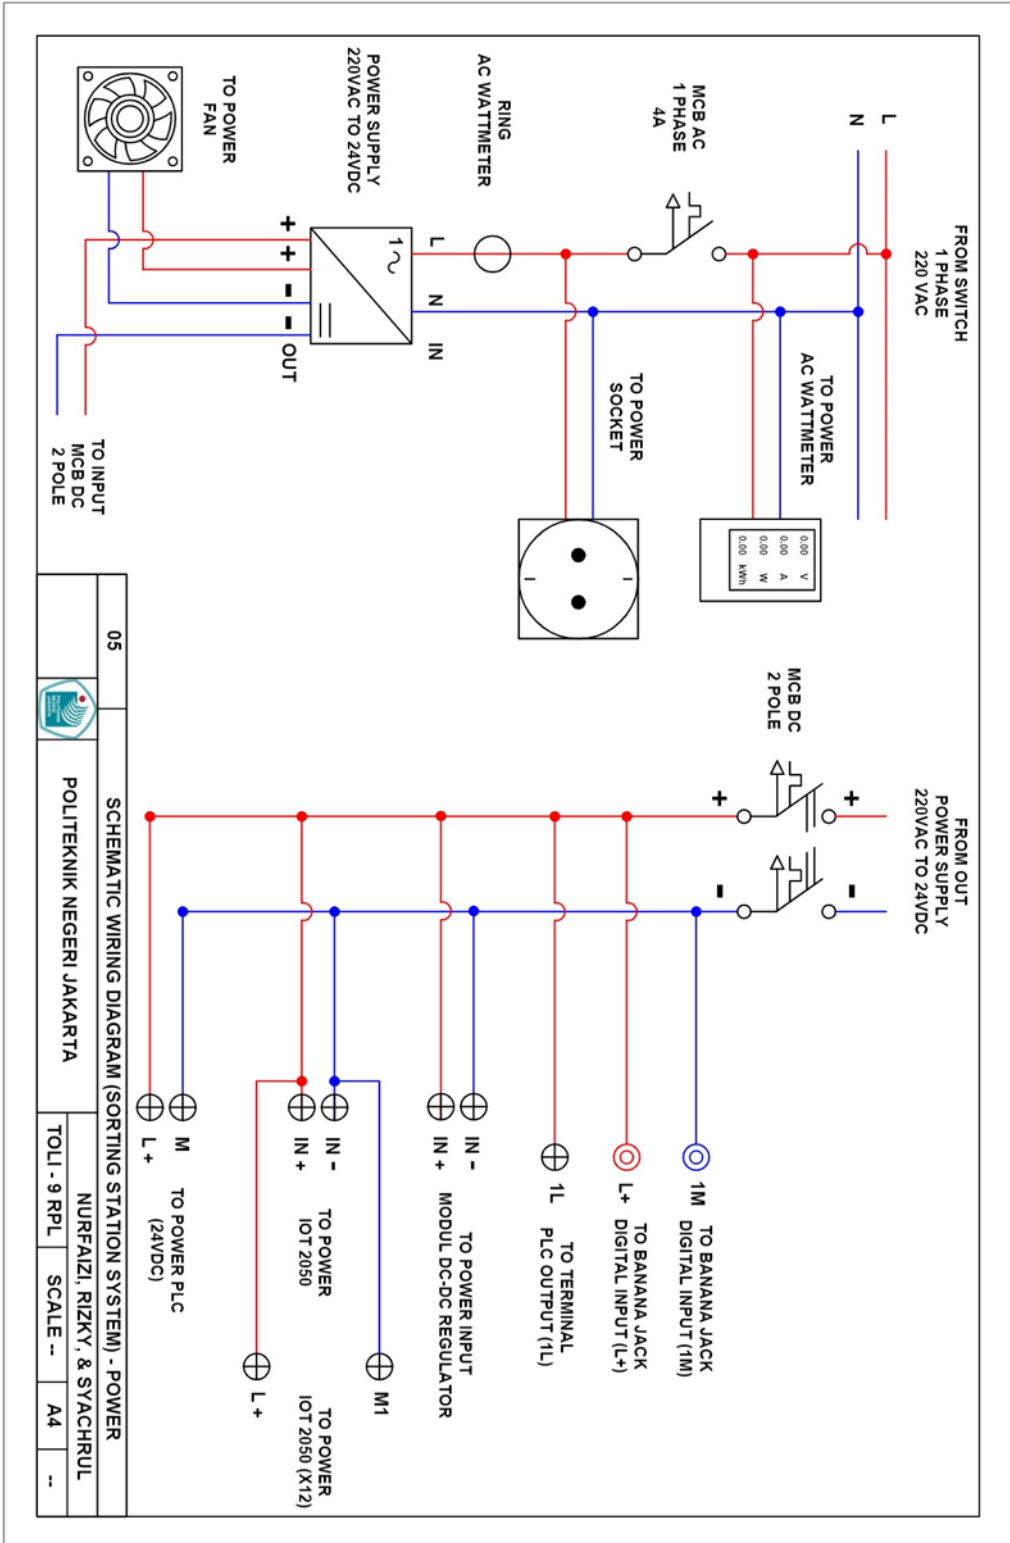 FROM SWITCH
1 PHASE
220 VAC
L
N
MCB AC
1 PHASE
4A
RING
AC WATTMETER
POWER SUPPLY
220VAC TO 24VDC
TO POWER
FAN
L
N
IN
1
+
+
-
-
OUT
TO POWER
AC WATTMETER
0.00 V
0.00 A
0.00 W
0.00 kWh
TO POWER
SOCKET
TO INPUT
MCB DC
2 POLE
FROM OUT
POWER SUPPLY
220VAC TO 24VDC
MCB DC
2 POLE
+
-
+
-
1M
TO BANANA JACK
DIGITAL INPUT (1M)
L+
TO BANANA JACK
DIGITAL INPUT (L+)
1L
TO TERMINAL
PLC OUTPUT (1L)
IN -
IN +
TO POWER INPUT
MODUL DC-DC REGULATOR
IN -
IN +
TO POWER
IOT 2050
M1
L +
TO POWER
IOT 2050 (X12)
M
L +
TO POWER PLC
(24VDC)
05
SCHEMATIC WIRING DIAGRAM (SORTING STATION SYSTEM) - POWER
POLITEKNIK NEGERI JAKARTA
NURFAIZI, RIZKY, & SYACHRUL
TOLI - 9 RPL
SCALE --
A4
--
POLITEKNIK
NEGERI
JAKARTA